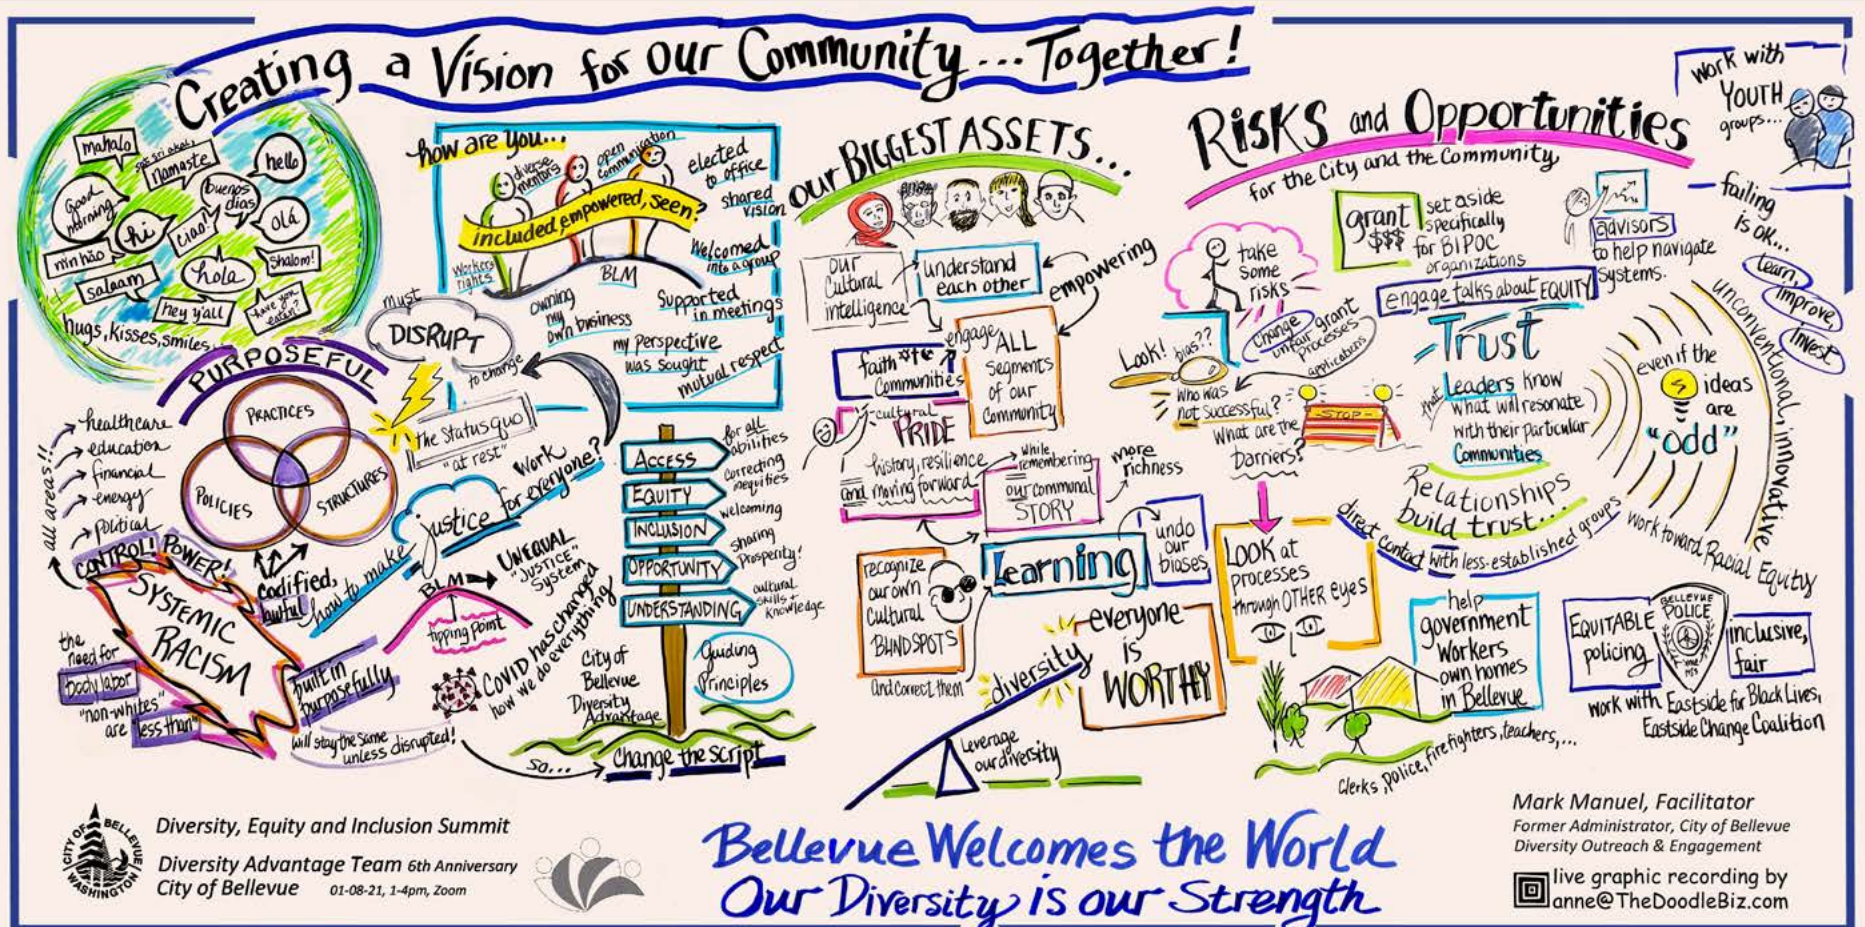 Creating a Vision for our Community...Together!
mahalo
sat sri akal,
namaste
hello
Good
morning
buenos
dias
hi
ciao!
olá
nin hão
hola
Shalom!
salaam
hey y'all
have you
eaten?
hugs, kisses, smiles
how are you...
diverse
mentors
open
communication
included, empowered, seen?
elected
to office
shared
vision
welcomed
into a group
workers
rights
BLM
owning
my
own business
Supported
in meetings
my perspective
was sought
mutual respect
must
DISRUPT
to change
the Status quo
"at rest"
PURPOSEFUL
PRACTICES
POLICIES
STRUCTURES
all areas!!
healthcare
education
financial
energy
political
CONTROL! POWER!
SYSTEMIC
RACISM
codified,
lawful
the
need for
body labor
"non-whites"
are "less than"
built in
purposefully
will stay the same
unless disrupted!
how to make justice work
for everyone?
BLM
tipping point
UNEQUAL
"JUSTICE"
System
COVID has changed
how we do everything
so...
Change the script
ACCESS
for all
abilities
EQUITY
correcting
inequities
INCLUSION
welcoming
OPPORTUNITY
sharing
Prosperity!
UNDERSTANDING
cultural
skills +
knowledge
City of
Bellevue
Diversity
Advantage
Guiding
Principles
our BIGGEST ASSETS...
our
Cultural
intelligence
understand
each other
empowering
engage ALL
segments
of our
Community
faith
Communities
cultural
PRIDE
history, resilience
and moving forward
while
remembering
our communal
STORY
more
richness
recognize
our own
Cultural
BLINDSPOTS
and correct them
Learning
undo
our
biases
everyone
is
WORTHY
diversity
Leverage
our diversity
RISKS and Opportunities
for the City and the Community
take
some
risks
grant
$$$
set aside
specifically
for BIPOC
organizations
advisors
to help navigate
systems.
work with
YOUTH
groups...
failing
is OK...
learn,
improve,
invest
engage talks about EQUITY
Look!
bias??
Change
unfair grant
processes
applications
who was
not successful?
What are the
barriers?
STOP
Trust
that
Leaders know
what will resonate
with their particular
Communities
Relationships
build trust...
direct contact with less-established groups
even if the
ideas
are
"odd"
unconventional, innovative
work toward Racial Equity
LOOK at
processes
through OTHER eyes
help
government
workers
own homes
in Bellevue
Clerks, police, firefighters, teachers,...
EQUITABLE
policing
BELLEVUE
POLICE
inclusive,
fair
work with Eastside for Black Lives,
Eastside Change Coalition
CITY OF BELLEVUE
WASHINGTON
Diversity, Equity and Inclusion Summit
Diversity Advantage Team 6th Anniversary
City of Bellevue 01-08-21, 1-4pm, Zoom
Bellevue Welcomes the World
Our Diversity is our Strength
Mark Manuel, Facilitator
Former Administrator, City of Bellevue
Diversity Outreach & Engagement
live graphic recording by
anne@TheDoodleBiz.com